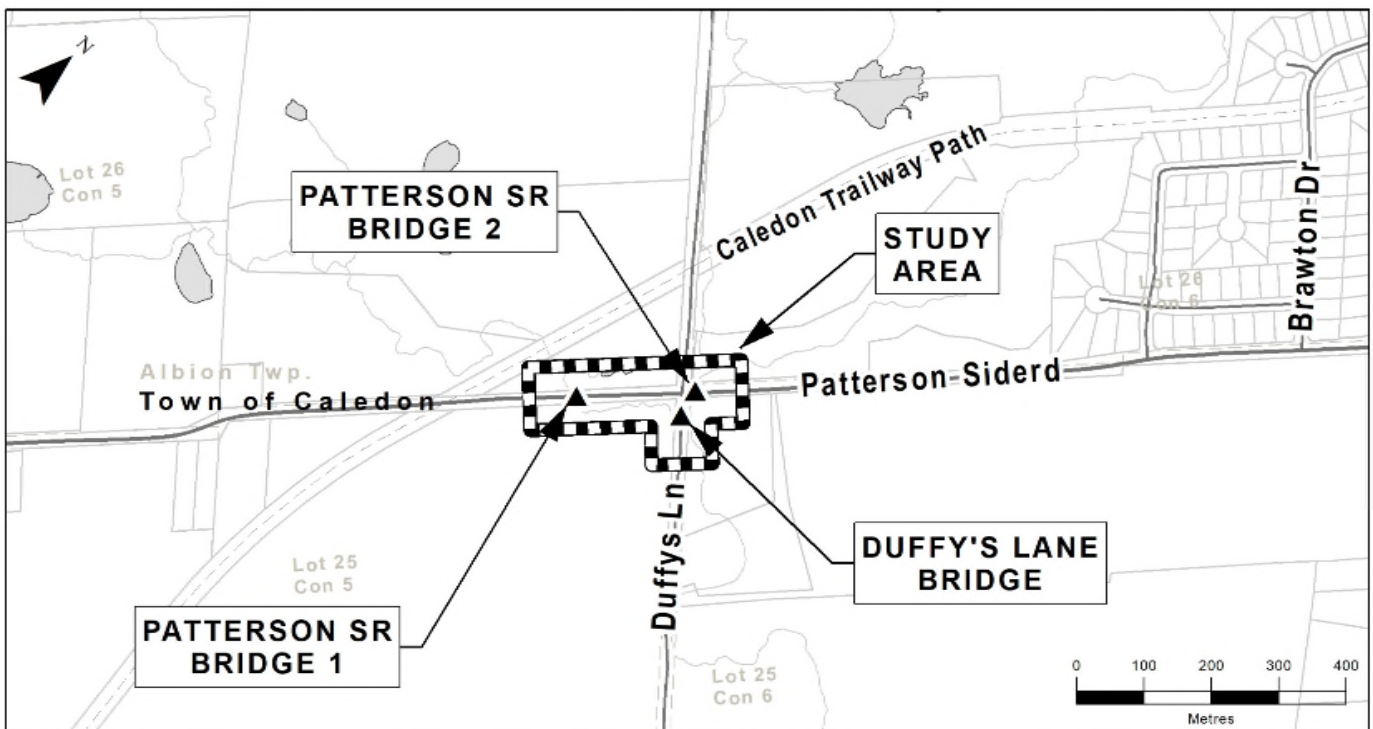 N
Lot 26
Con 5
PATTERSON SR
BRIDGE 2
Caledon Trailway Path
STUDY
AREA
Lot 26
Con 6
Brawton Dr
Albion Twp.
Town of Caledon
Patterson Siderd
Duffys Ln
DUFFY'S LANE
BRIDGE
Lot 25
Con 5
PATTERSON SR
BRIDGE 1
Lot 25
Con 6
0 100 200 300 400
Metres